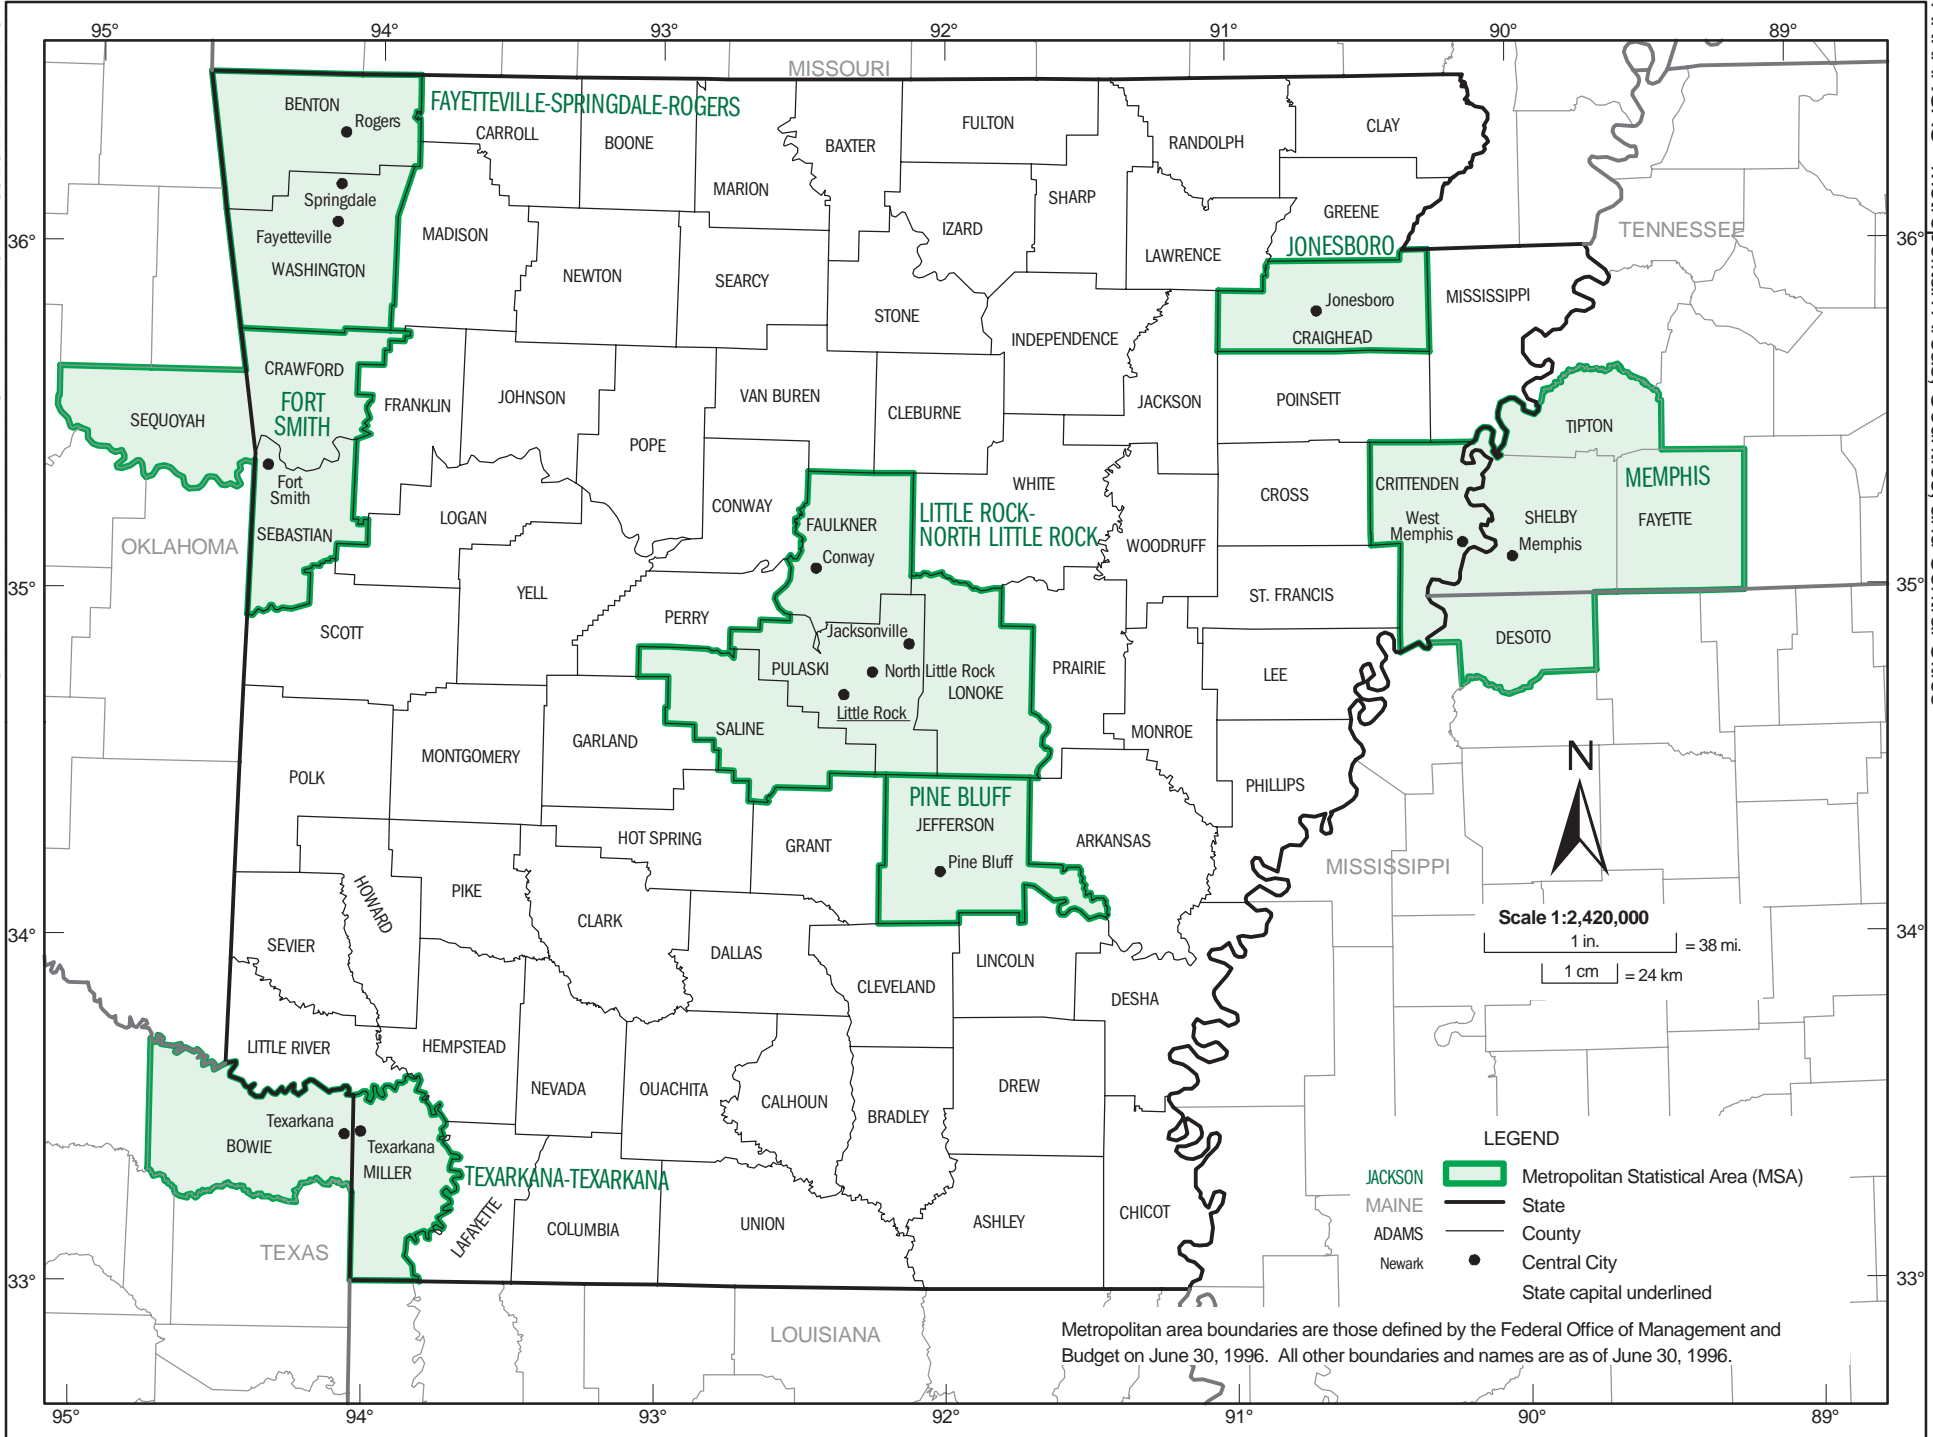 95°
94°
93°
92°
91°
90°
89°
MISSOURI
BENTON
Rogers
FAYETTEVILLE-SPRINGDALE-ROGERS
CARROLL
BOONE
MARION
BAXTER
FULTON
RANDOLPH
CLAY
SHARP
IZARD
GREENE
LAWRENCE
Springdale
Fayetteville
WASHINGTON
MADISON
NEWTON
SEARCY
STONE
INDEPENDENCE
JONESBORO
Jonesboro
CRAIGHEAD
MISSISSIPPI
TENNESSEE
36°
36°
CRAWFORD
FORT
SMITH
SEQUOYAH
FRANKLIN
JOHNSON
POPE
VAN BUREN
CLEBURNE
JACKSON
POINSETT
TIPTON
MEMPHIS
Fort
Smith
SEBASTIAN
LOGAN
CONWAY
FAULKNER
Conway
LITTLE ROCK-
NORTH LITTLE ROCK
WHITE
WOODRUFF
CROSS
CRITTENDEN
West
Memphis
SHELBY
Memphis
FAYETTE
OKLAHOMA
35°
35°
YELL
SCOTT
PERRY
Jacksonville
PULASKI
North Little Rock
LONOKE
Little Rock
SALINE
PRAIRIE
ST. FRANCIS
LEE
DESOTO
MONROE
POLK
MONTGOMERY
GARLAND
PHILLIPS
N
HOT SPRING
GRANT
PINE BLUFF
JEFFERSON
Pine Bluff
ARKANSAS
MISSISSIPPI
HOWARD
PIKE
CLARK
SEVIER
DALLAS
CLEVELAND
LINCOLN
DESHA
34°
34°
Scale 1:2,420,000
1 in.
= 38 mi.
1 cm
= 24 km
LITTLE RIVER
HEMPSTEAD
NEVADA
OUACHITA
CALHOUN
BRADLEY
DREW
Texarkana
BOWIE
Texarkana
MILLER
TEXARKANA-TEXARKANA
LAFAYETTE
COLUMBIA
UNION
ASHLEY
CHICOT
TEXAS
LOUISIANA
33°
33°
LEGEND
JACKSON
Metropolitan Statistical Area (MSA)
MAINE
State
ADAMS
County
Newark
Central City
State capital underlined
Metropolitan area boundaries are those defined by the Federal Office of Management and
Budget on June 30, 1996. All other boundaries and names are as of June 30, 1996.
95°
94°
93°
92°
91°
90°
89°